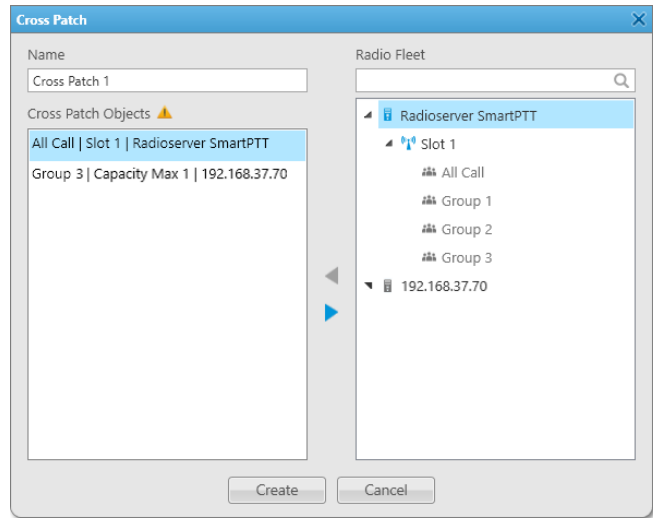 Cross Patch
Name
Cross Patch 1
Cross Patch Objects
All Call | Slot 1 | Radioserver SmartPTT
Group 3 | Capacity Max 1 | 192.168.37.70
Radio Fleet
Radioserver SmartPTT
Slot 1
All Call
Group 1
Group 2
Group 3
192.168.37.70
Create
Cancel